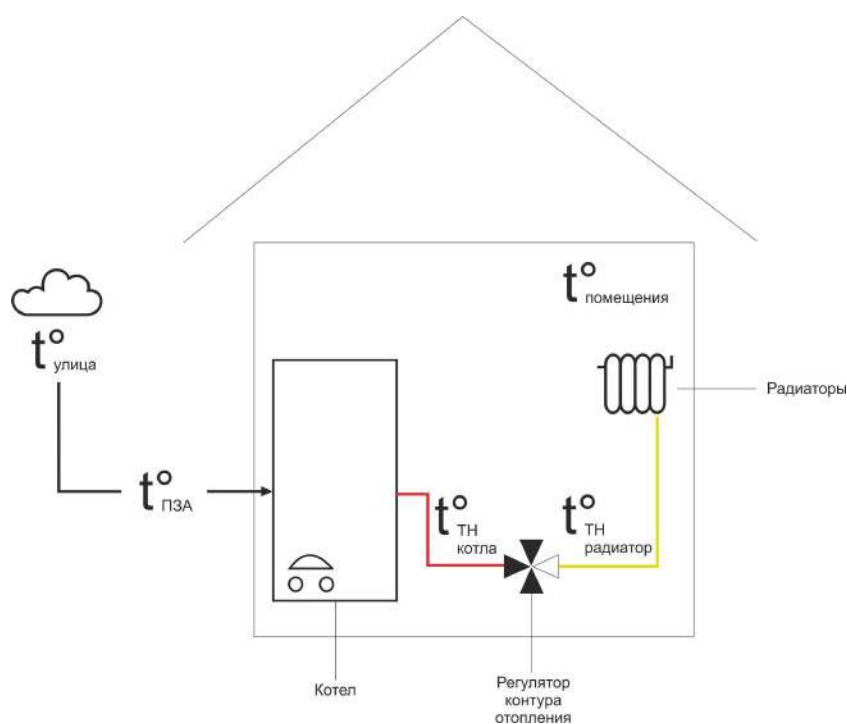 t° помещения
t° улица
Радиаторы
t° ПЗА
t° ТН
котла
t° ТН
радиатор
Котел
Регулятор
контура
отопления